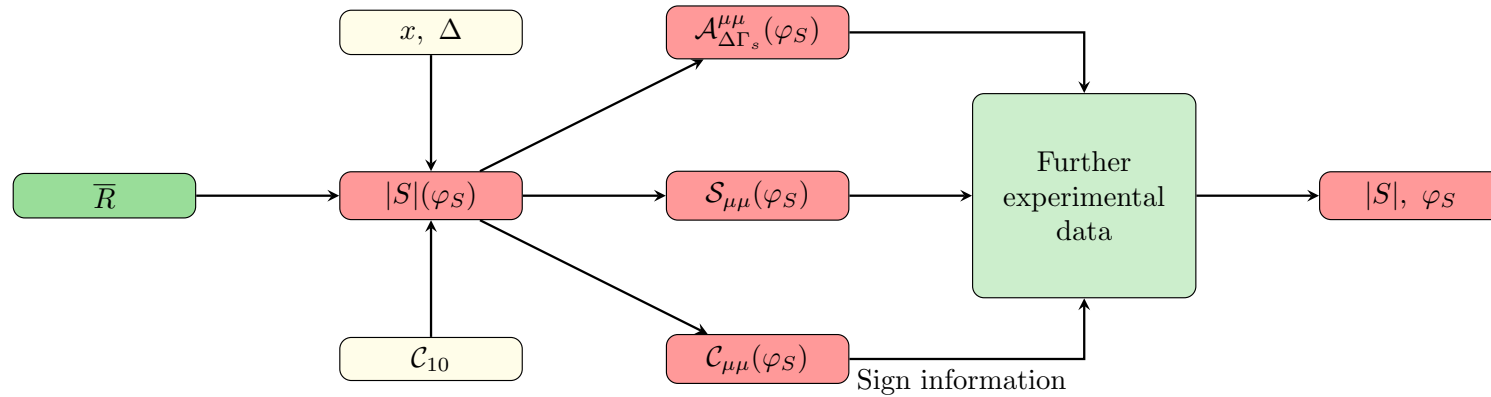 x, Δ
𝒜^{μμ}_{ΔΓ_s}(φ_S)
R̅
|S|(φ_S)
𝒮_{μμ}(φ_S)
Further
experimental
data
|S|, φ_S
𝒞_{10}
𝒞_{μμ}(φ_S)
Sign information